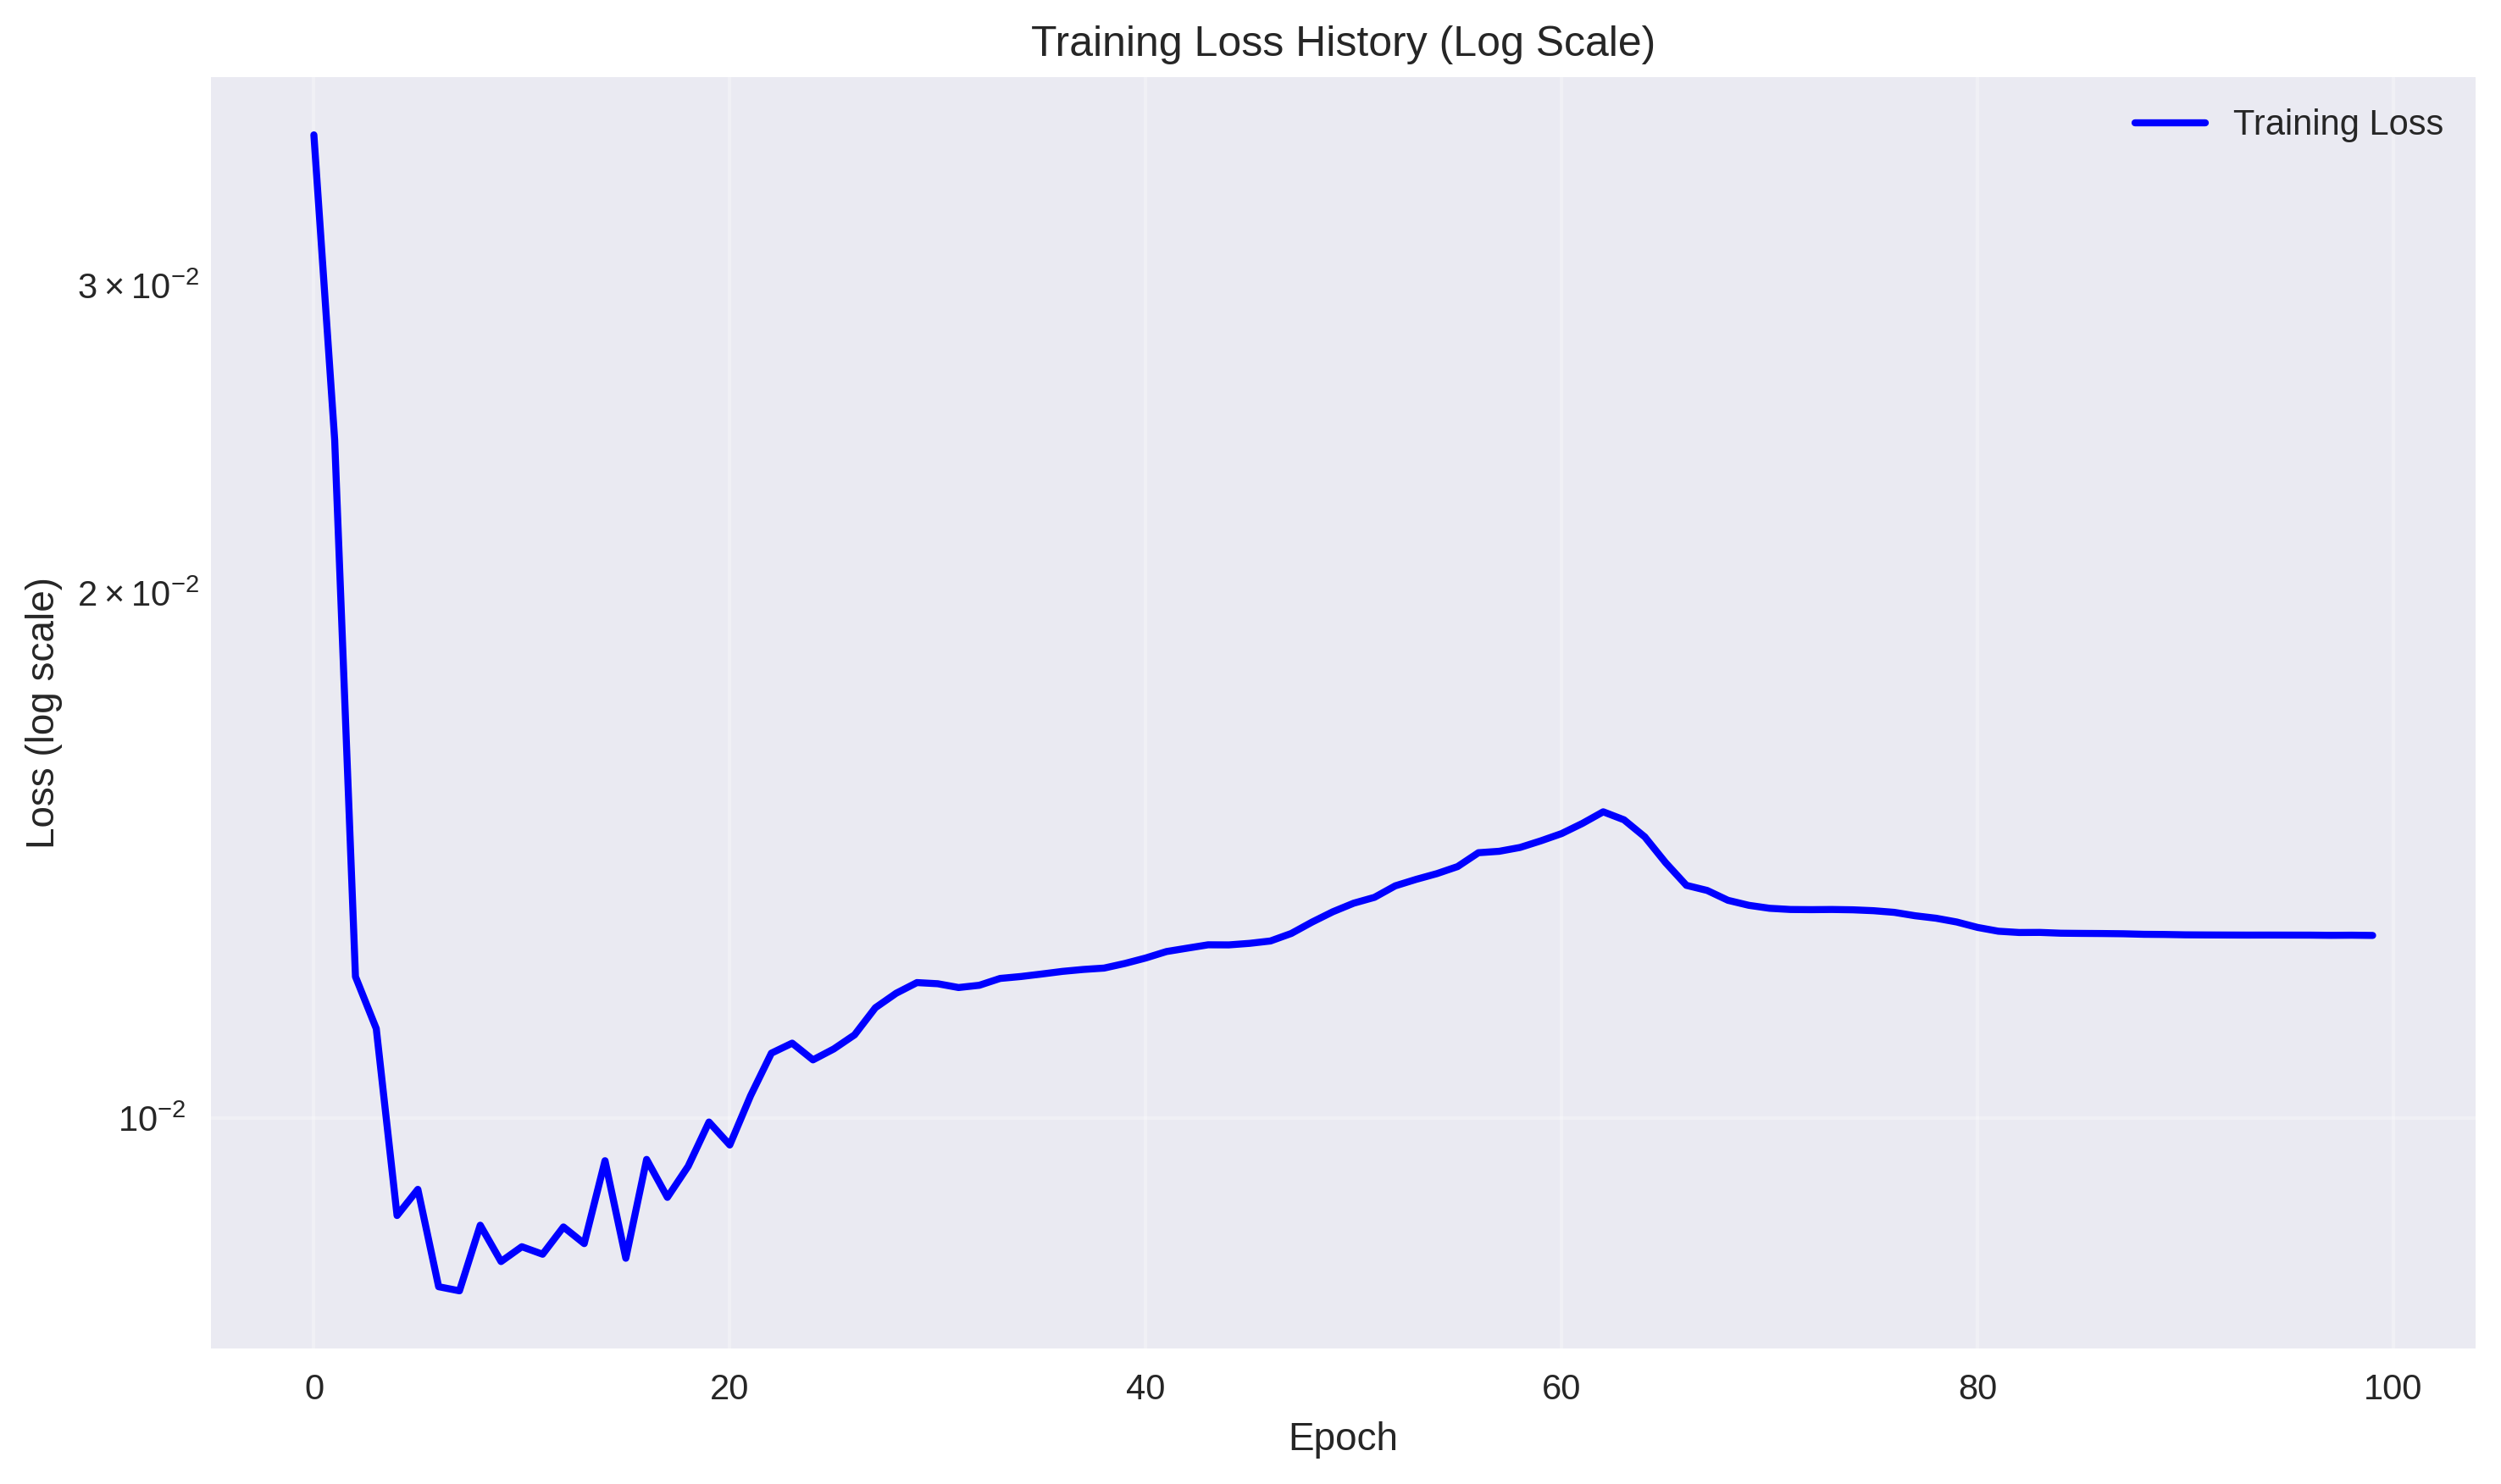 Training Loss History (Log Scale)
Training Loss
3 × 10⁻²
2 × 10⁻²
10⁻²
Loss (log scale)
0 20 40 60 80 100
Epoch